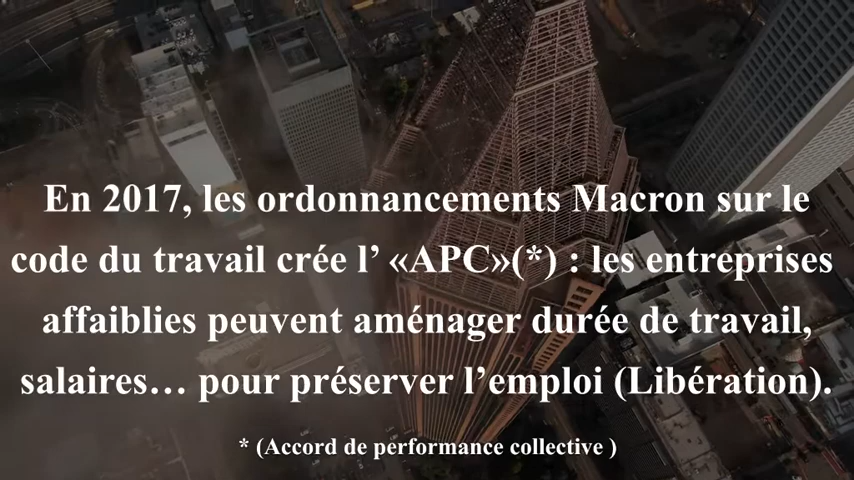 En 2017, les ordonnancements Macron sur le
code du travail crée l’ «APC»(*) : les entreprises
affaiblies peuvent aménager durée de travail,
salaires… pour préserver l’emploi (Libération).
* (Accord de performance collective )